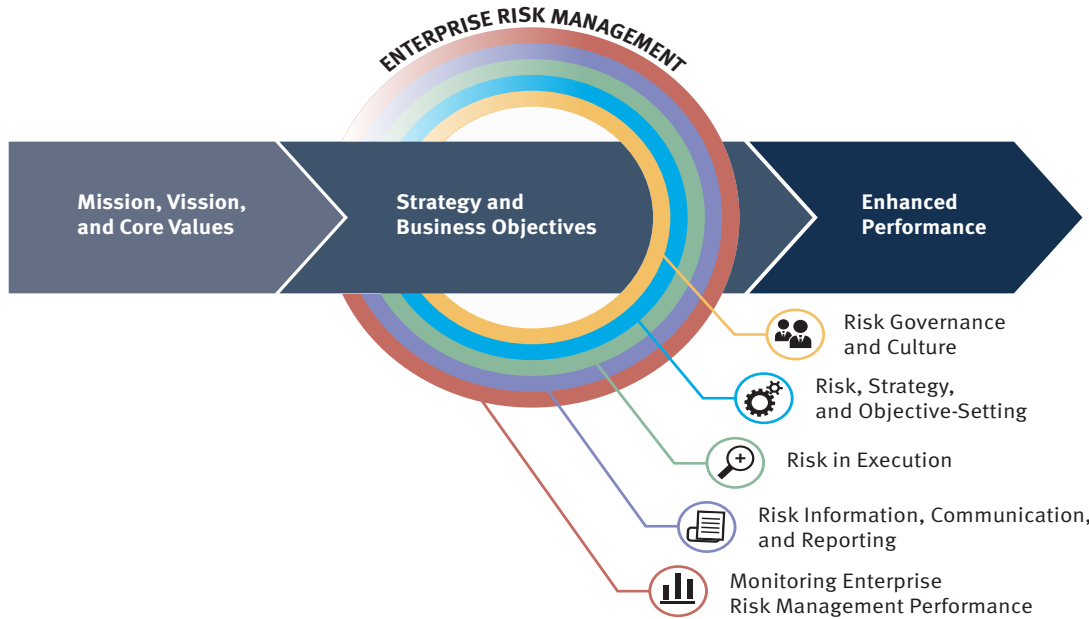 ENTERPRISE RISK MANAGEMENT
Mission, Vission,
and Core Values
Strategy and
Business Objectives
Enhanced
Performance
Risk Governance
and Culture
Risk, Strategy,
and Objective-Setting
Risk in Execution
Risk Information, Communication,
and Reporting
Monitoring Enterprise
Risk Management Performance